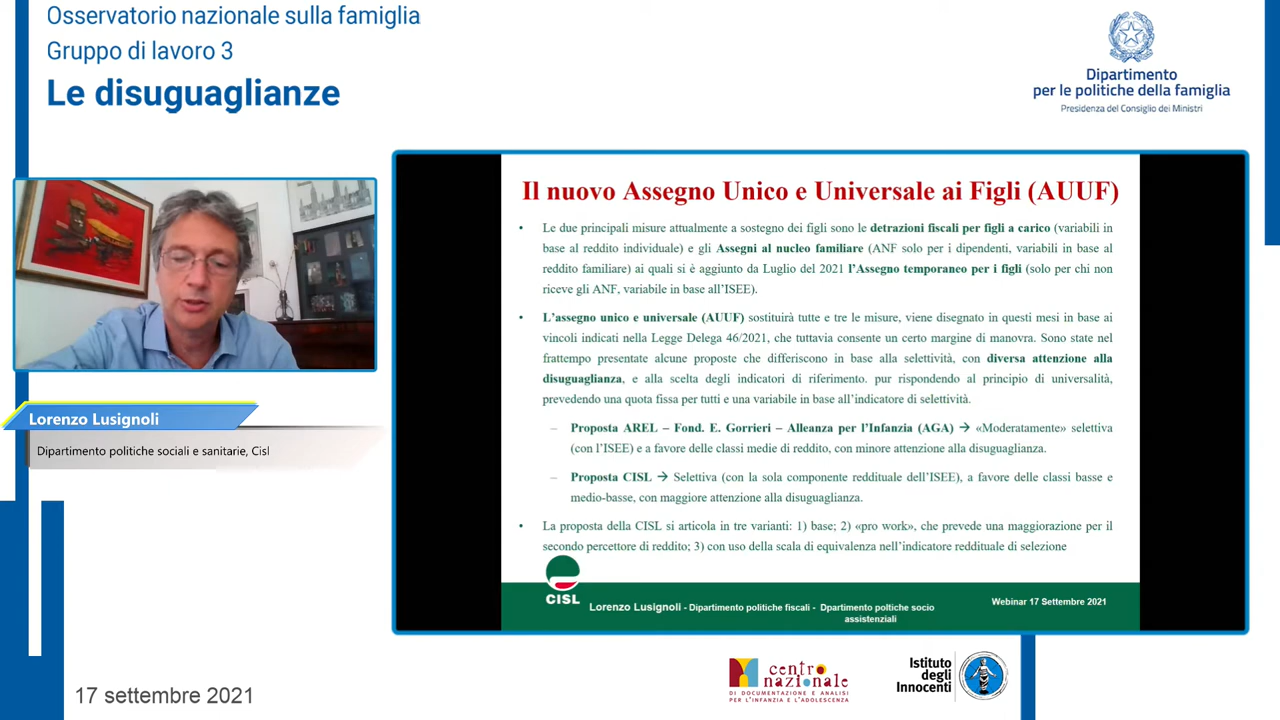 Osservatorio nazionale sulla famiglia
Gruppo di lavoro 3
Le disuguaglianze
Dipartimento
per le politiche della famiglia
Presidenza del Consiglio dei Ministri
Lorenzo Lusignoli
Dipartimento politiche sociali e sanitarie, Cisl
Il nuovo Assegno Unico e Universale ai Figli (AUUF)
• Le due principali misure attualmente a sostegno dei figli sono le detrazioni fiscali per figli a carico (variabili in
base al reddito individuale) e gli Assegni al nucleo familiare (ANF solo per i dipendenti, variabili in base al
reddito familiare) ai quali si è aggiunto da Luglio del 2021 l'Assegno temporaneo per i figli (solo per chi non
riceve gli ANF, variabile in base all'ISEE).
• L'assegno unico e universale (AUUF) sostituirà tutte e tre le misure, viene disegnato in questi mesi in base ai
vincoli indicati nella Legge Delega 46/2021, che tuttavia consente un certo margine di manovra. Sono state nel
frattempo presentate alcune proposte che differiscono in base alla selettività, con diversa attenzione alla
disuguaglianza, e alla scelta degli indicatori di riferimento. pur rispondendo al principio di universalità,
prevedendo una quota fissa per tutti e una variabile in base all'indicatore di selettività.
– Proposta AREL – Fond. E. Gorrieri – Alleanza per l'Infanzia (AGA) → «Moderatamente» selettiva
(con l'ISEE) e a favore delle classi medie di reddito, con minore attenzione alla disuguaglianza.
– Proposta CISL → Selettiva (con la sola componente reddituale dell'ISEE), a favore delle classi basse e
medio-basse, con maggiore attenzione alla disuguaglianza.
• La proposta della CISL si articola in tre varianti: 1) base; 2) «pro work», che prevede una maggiorazione per il
secondo percettore di reddito; 3) con uso della scala di equivalenza nell'indicatore reddituale di selezione
CISL
Lorenzo Lusignoli - Dipartimento politiche fiscali - Dpartimento poltiche socio
assistenziali
Webinar 17 Settembre 2021
17 settembre 2021
centro
nazionale
DI DOCUMENTAZIONE E ANALISI
PER L'INFANZIA E L'ADOLESCENZA
Istituto
degli
Innocenti